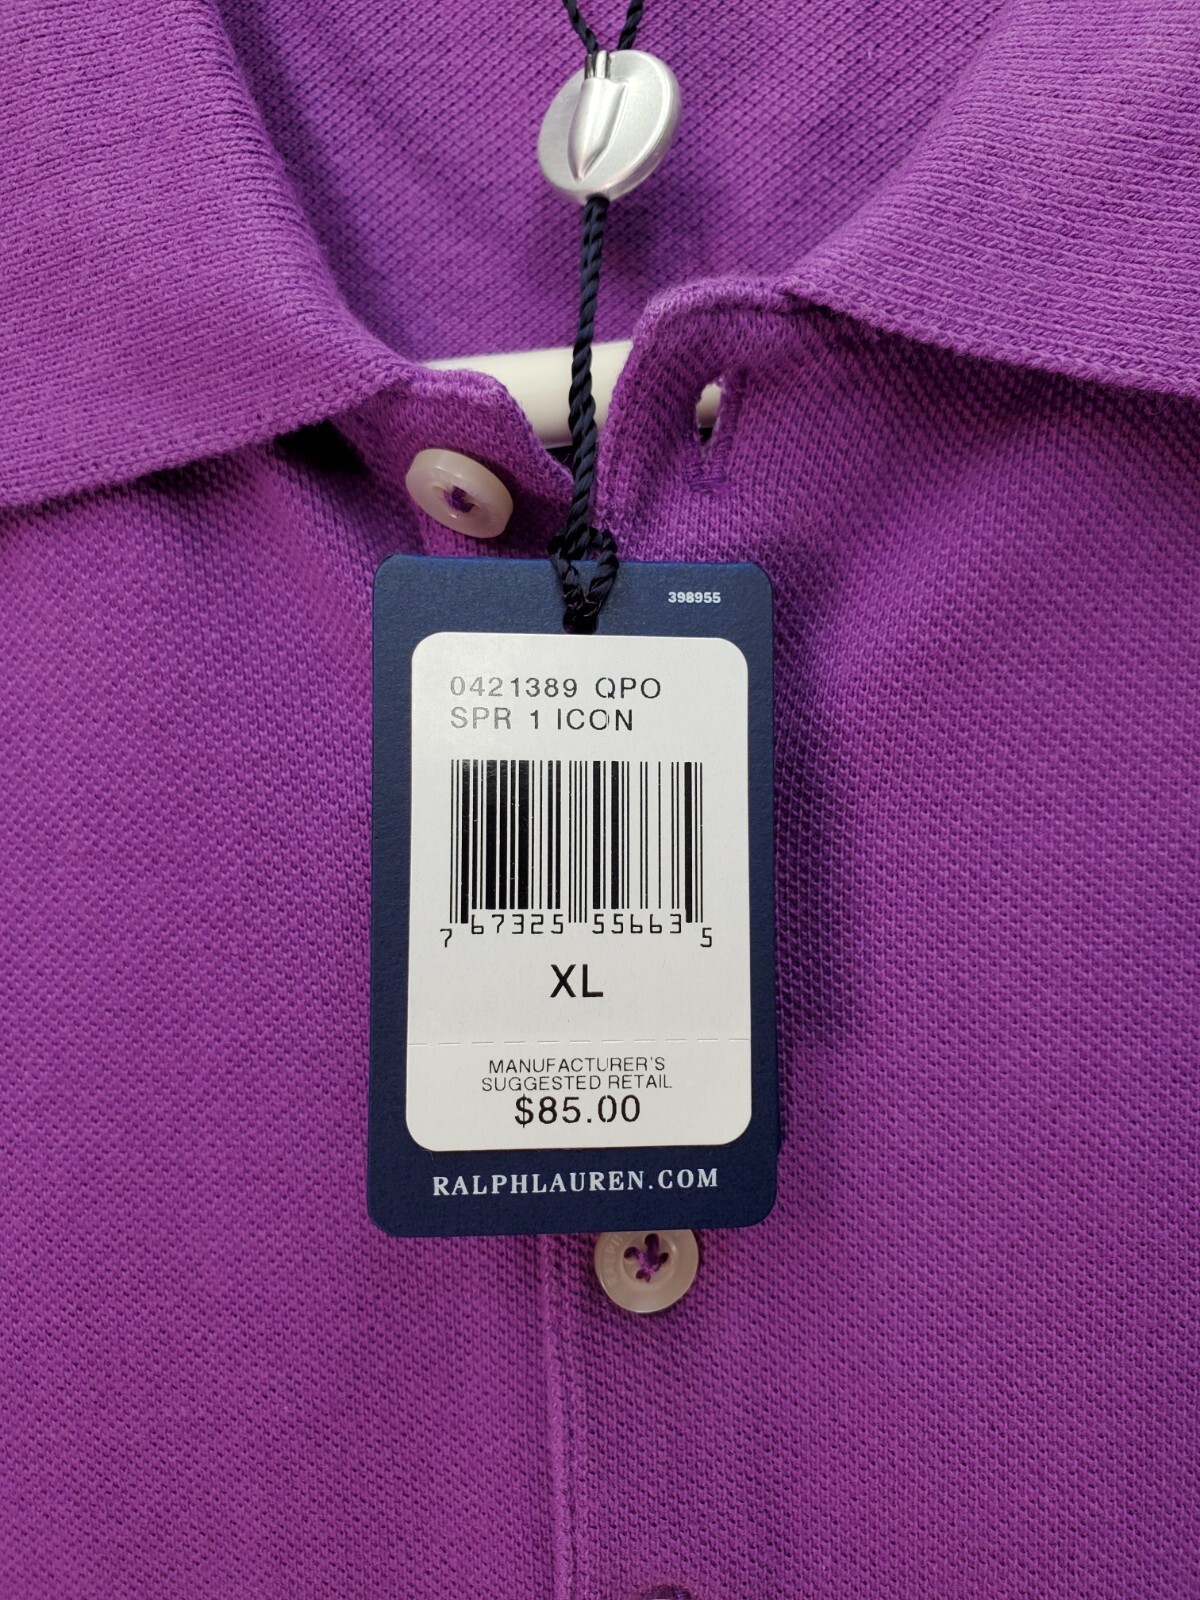 398955
0421389 QPO
SPR 1 ICON
7 67325 55663 5
XL
MANUFACTURER'S
SUGGESTED RETAIL
$85.00
RALPHLAUREN.COM